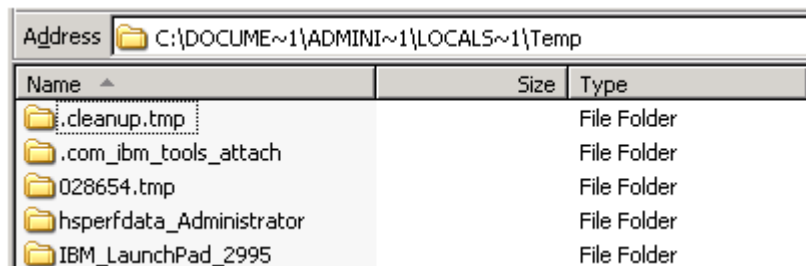 Address C:\DOCUME~1\ADMINI~1\LOCALS~1\Temp
Name Size Type
.cleanup.tmp File Folder
.com_ibm_tools_attach File Folder
028654.tmp File Folder
hsperfdata_Administrator File Folder
IBM_LaunchPad_2995 File Folder